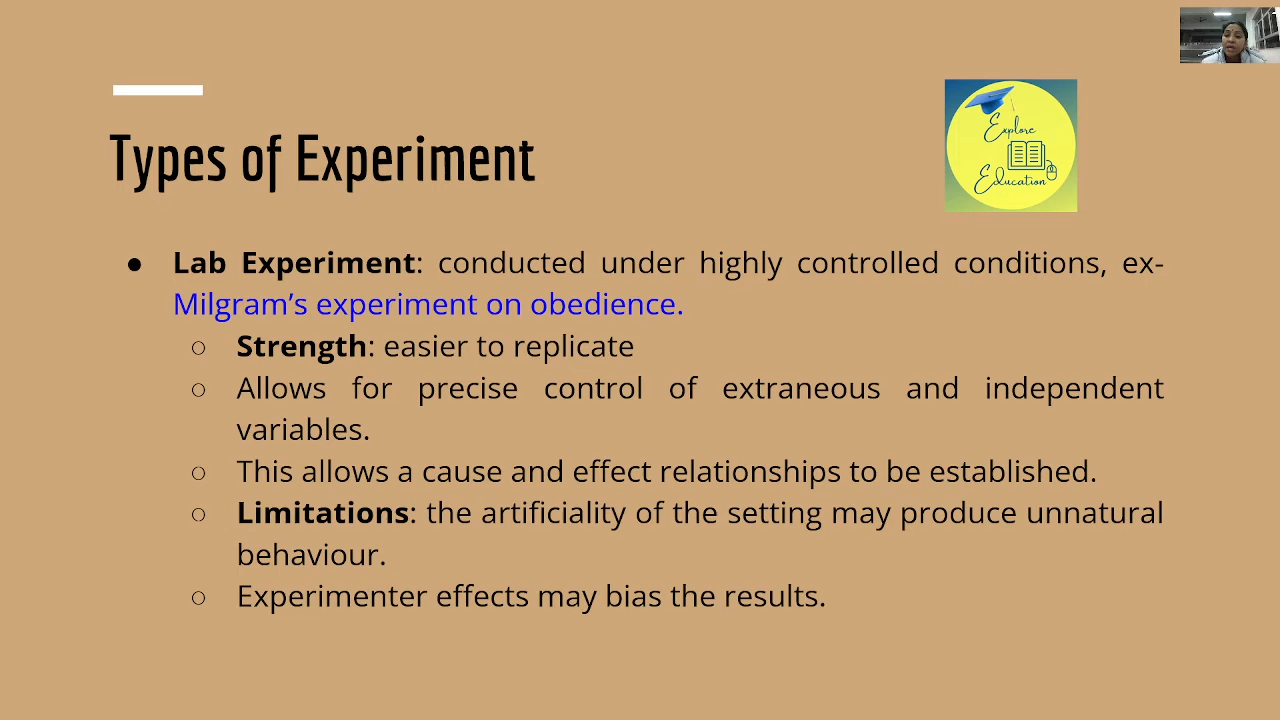 Types of Experiment
Explore
Education
● Lab Experiment: conducted under highly controlled conditions, ex-
Milgram’s experiment on obedience.
○ Strength: easier to replicate
○ Allows for precise control of extraneous and independent
variables.
○ This allows a cause and effect relationships to be established.
○ Limitations: the artificiality of the setting may produce unnatural
behaviour.
○ Experimenter effects may bias the results.